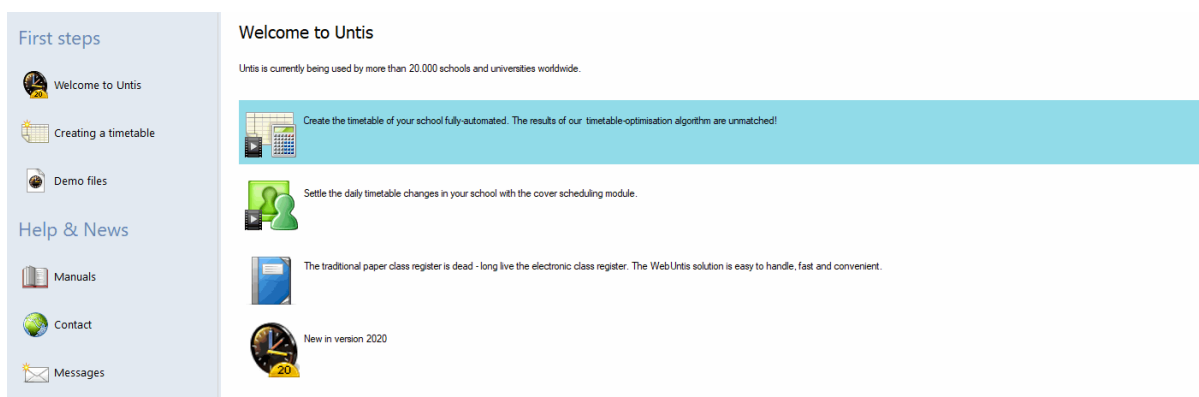 First steps
Welcome to Untis
Creating a timetable
Demo files
Help & News
Manuals
Contact
Messages
Welcome to Untis
Untis is currently being used by more than 20.000 schools and universities worldwide.
Create the timetable of your school fully-automated. The results of our timetable-optimisation algorithm are unmatched!
Settle the daily timetable changes in your school with the cover scheduling module.
The traditional paper class register is dead - long live the electronic class register. The WebUntis solution is easy to handle, fast and convenient.
New in version 2020
20
20